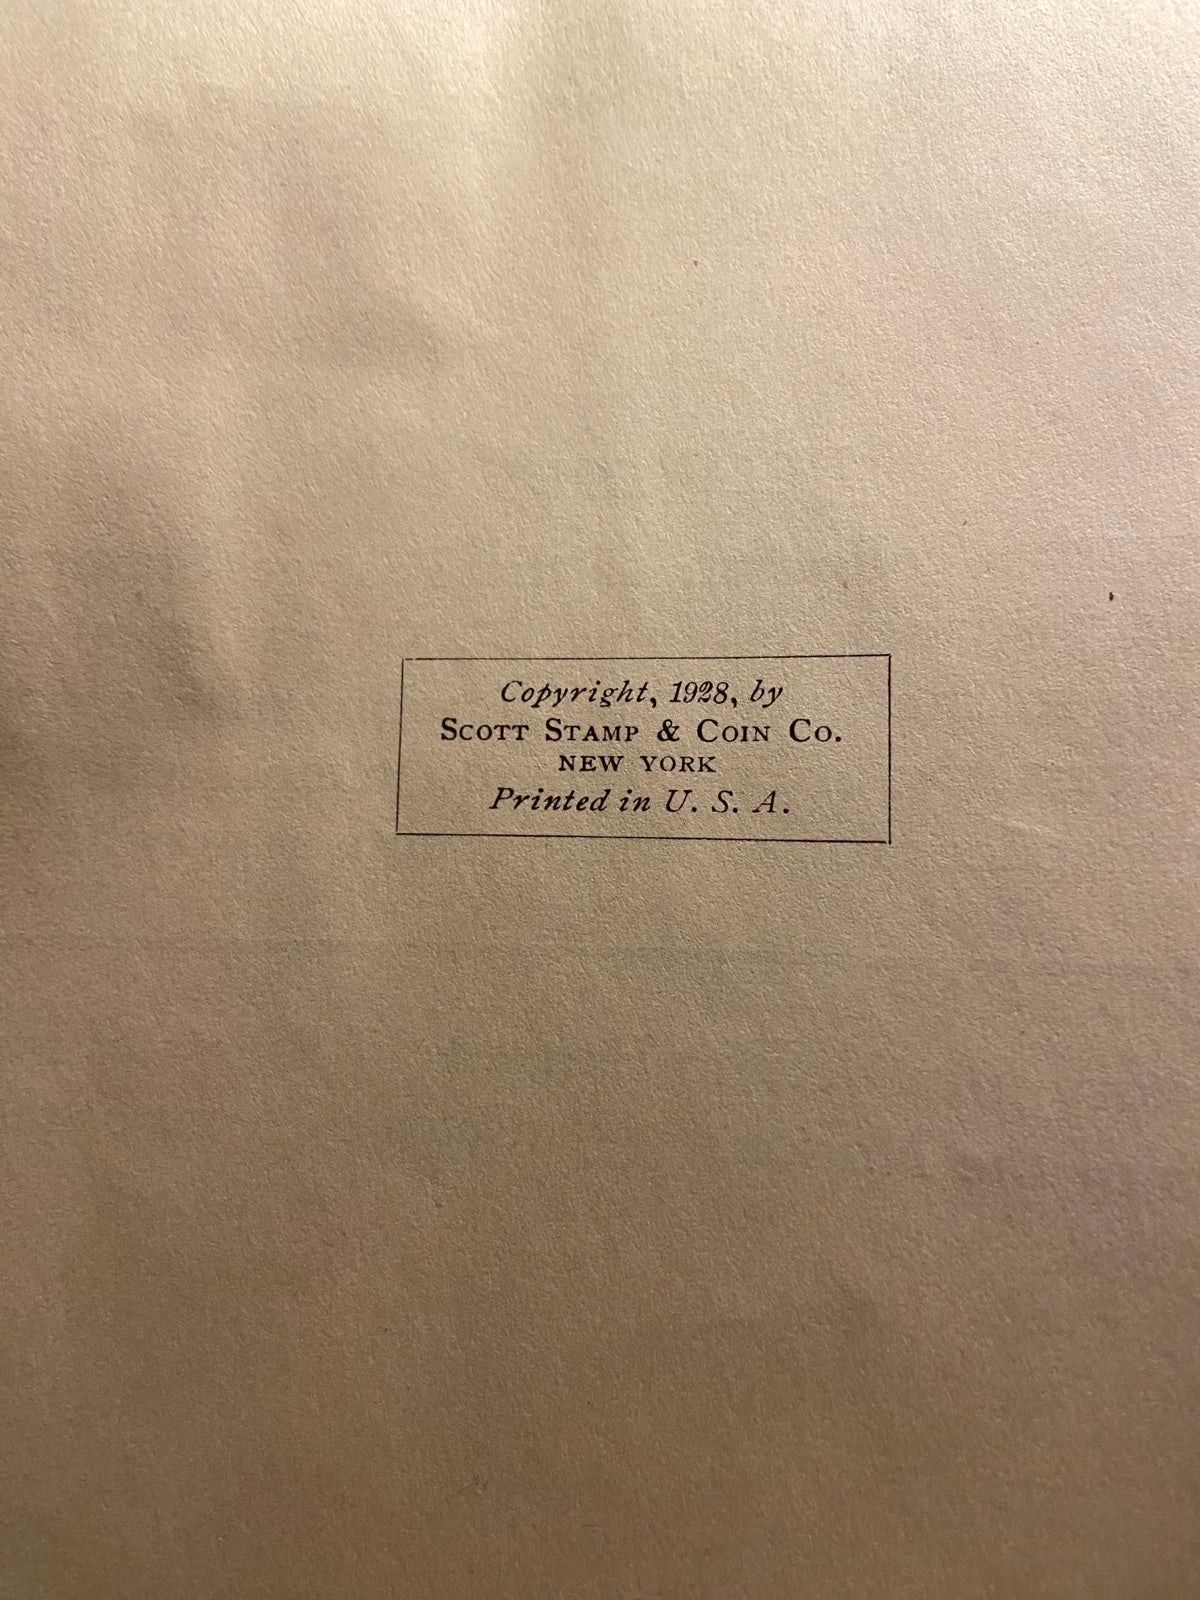 Copyright, 1928, by
SCOTT STAMP & COIN CO.
NEW YORK
Printed in U. S. A.